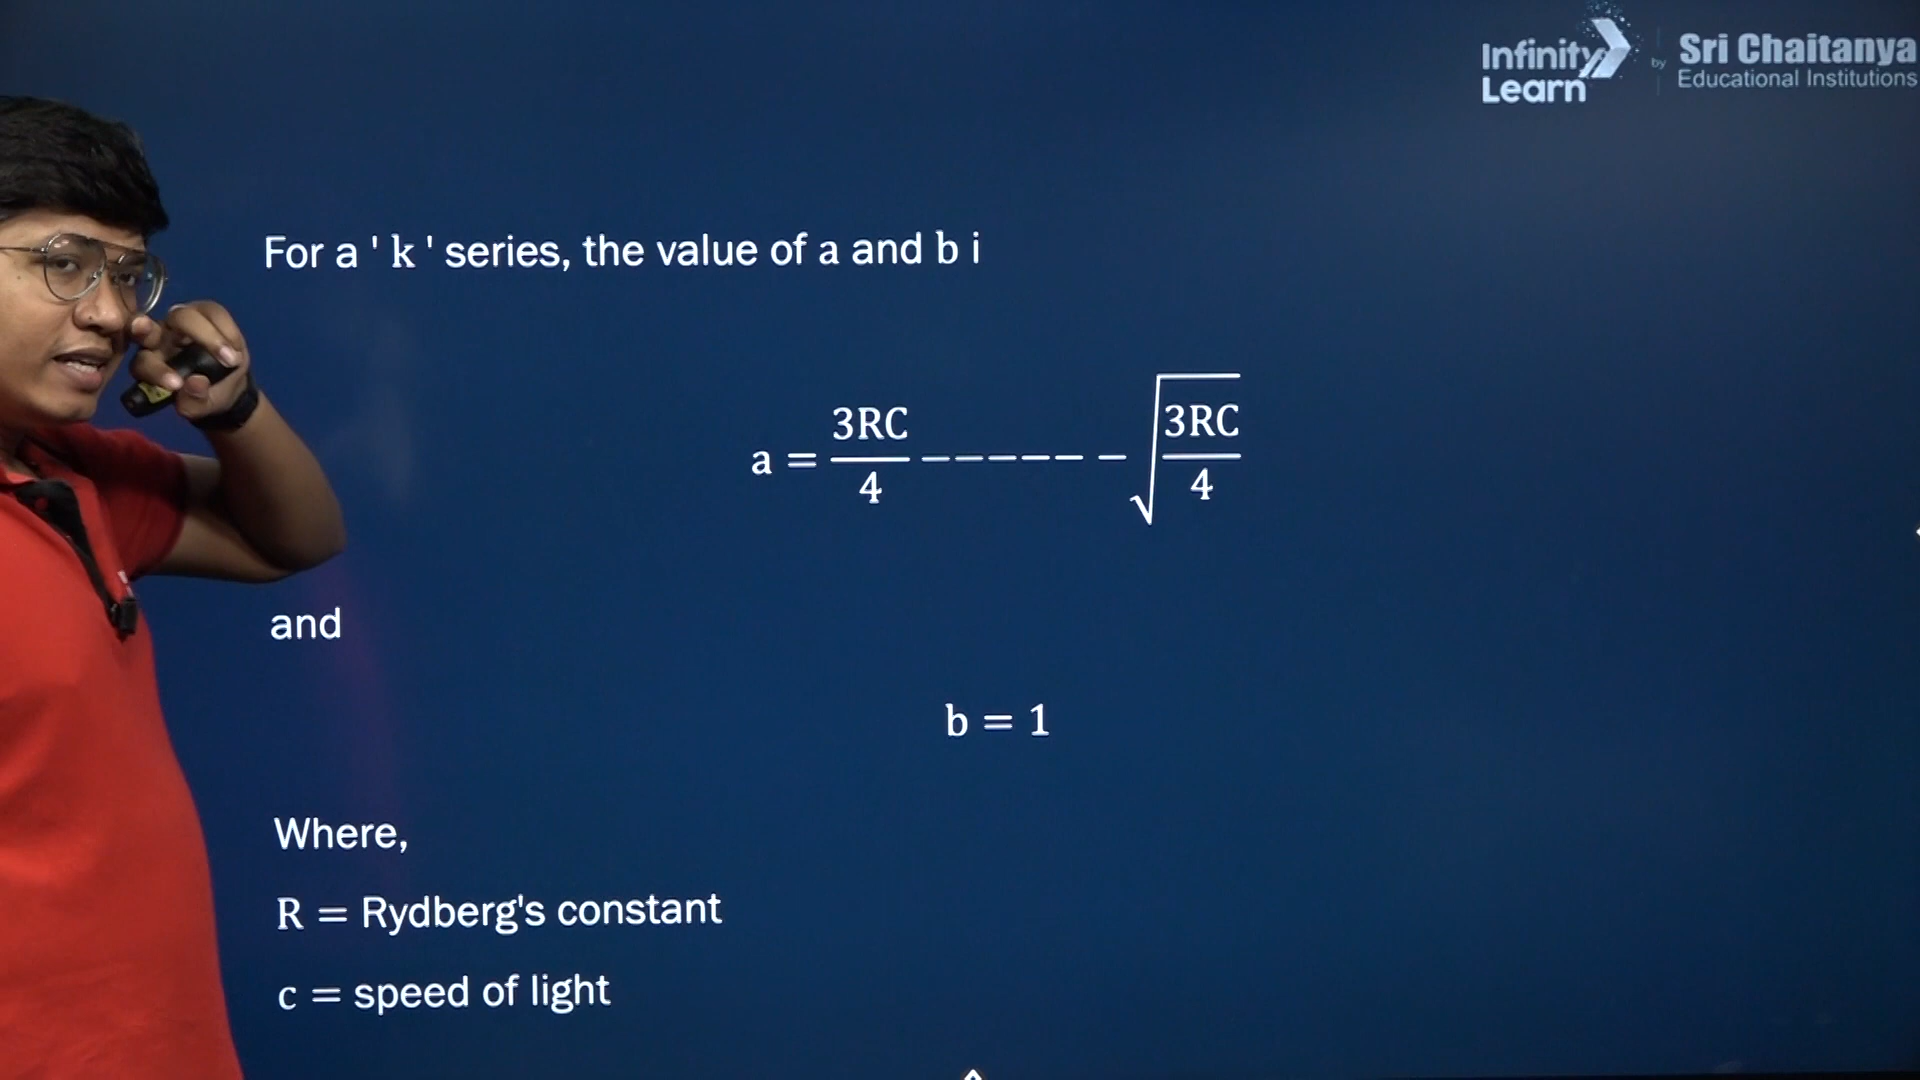 Infinity Learn by Sri Chaitanya Educational Institutions
For a ' k ' series, the value of a and b i
a = 3RC/4 − − − − − − − √(3RC/4)
and
b = 1
Where,
R = Rydberg's constant
c = speed of light